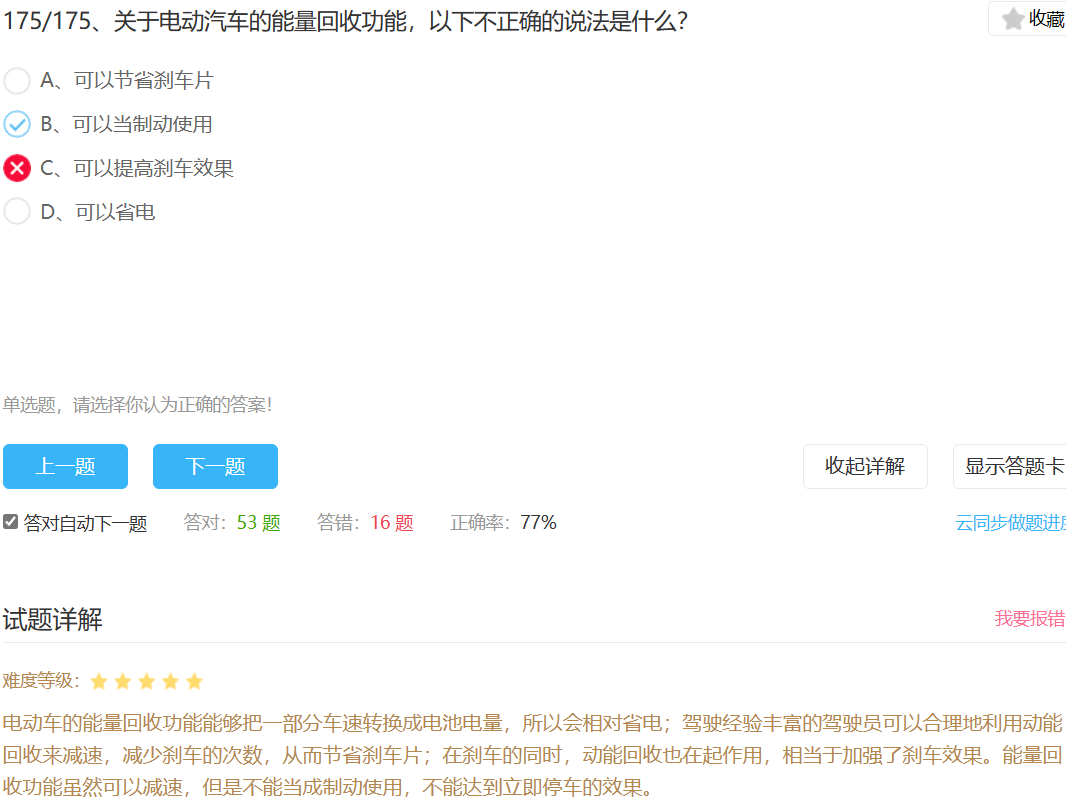 175/175、关于电动汽车的能量回收功能，以下不正确的说法是什么？
收藏
A、可以节省刹车片
B、可以当制动使用
C、可以提高刹车效果
D、可以省电
单选题，请选择你认为正确的答案！
上一题 下一题 收起详解 显示答题卡
答对自动下一题 答对：53 题 答错：16 题 正确率：77% 云同步做题进度
试题详解 我要报错
难度等级：
电动车的能量回收功能能够把一部分车速转换成电池电量，所以会相对省电；驾驶经验丰富的驾驶员可以合理地利用动能
回收来减速，减少刹车的次数，从而节省刹车片；在刹车的同时，动能回收也在起作用，相当于加强了刹车效果。能量回
收功能虽然可以减速，但是不能当成制动使用，不能达到立即停车的效果。